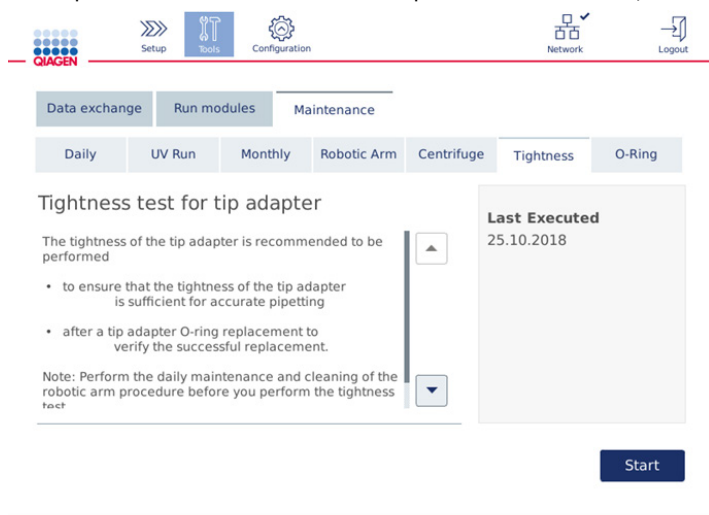 QIAGEN
Setup
Tools
Configuration
Network
Logout
Data exchange
Run modules
Maintenance
Daily
UV Run
Monthly
Robotic Arm
Centrifuge
Tightness
O-Ring
Tightness test for tip adapter
The tightness of the tip adapter is recommended to be
performed
• to ensure that the tightness of the tip adapter
is sufficient for accurate pipetting
• after a tip adapter O-ring replacement to
verify the successful replacement.
Note: Perform the daily maintenance and cleaning of the
robotic arm procedure before you perform the tightness
test
Last Executed
25.10.2018
Start